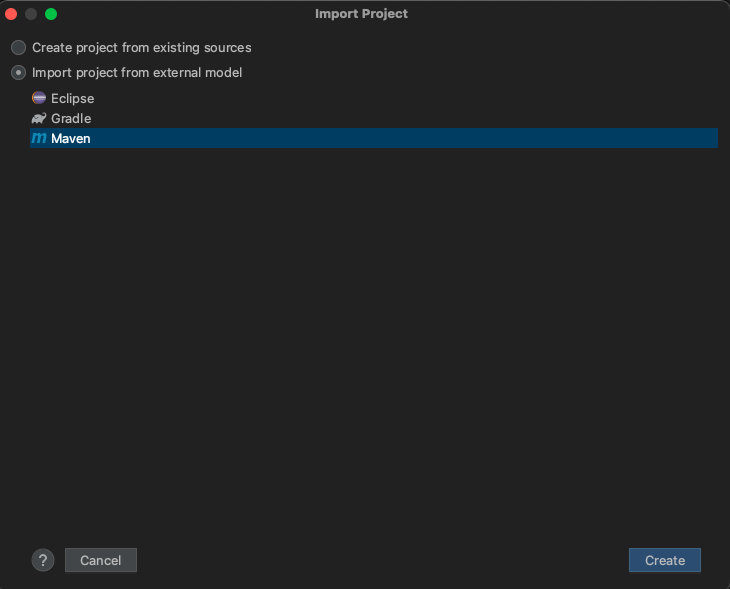 Import Project
Create project from existing sources
Import project from external model
Eclipse
Gradle
m Maven
? Cancel Create